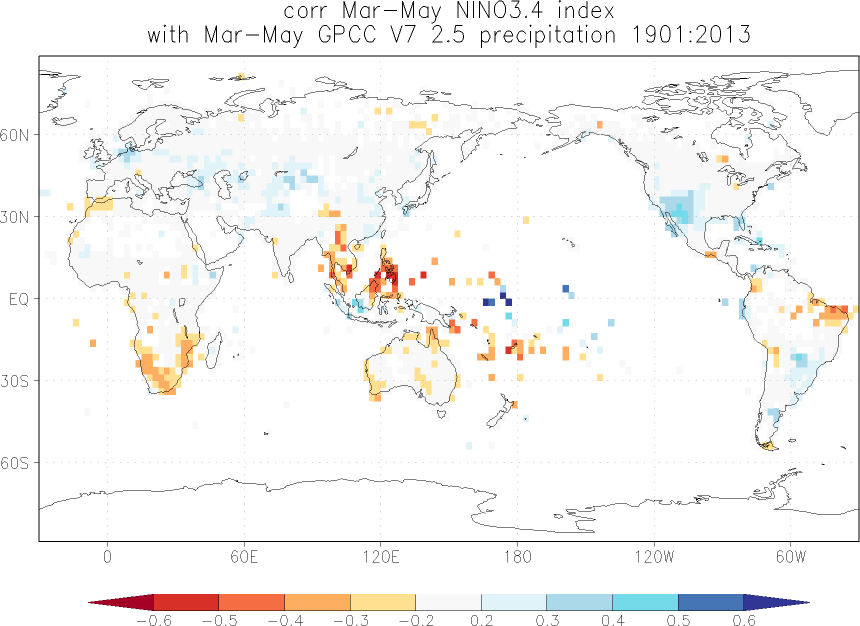 corr Mar-May NINO3.4 index
with Mar-May GPCC V7 2.5 precipitation 1901:2013
60N
30N
EQ
30S
60S
0 60E 120E 180 120W 60W
-0.6 -0.5 -0.4 -0.3 -0.2 0.2 0.3 0.4 0.5 0.6